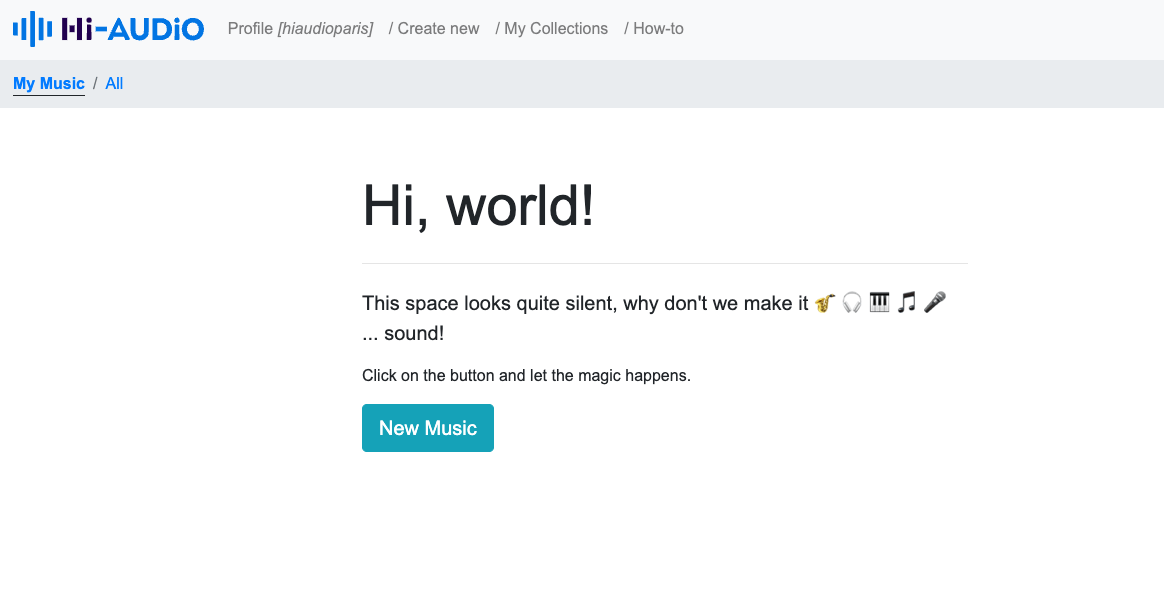 Hi-AUDiO Profile [hiaudioparis] / Create new / My Collections / How-to
My Music / All
Hi, world!
This space looks quite silent, why don't we make it 🎷 🎧 🎹 🎵 🎤
... sound!
Click on the button and let the magic happens.
New Music